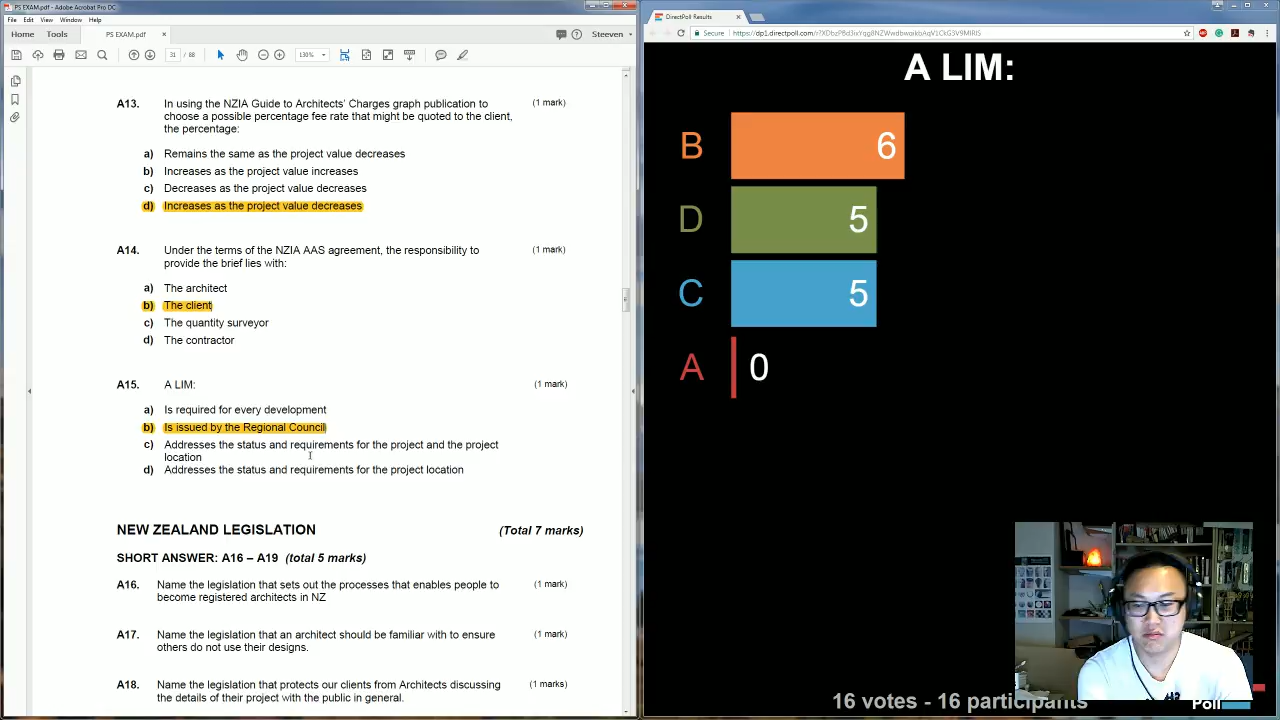 PS EXAM.pdf - Adobe Acrobat Pro DC
File Edit View Window Help
Home Tools PS EXAM.pdf × Steeven
31 / 88 130%
A13. In using the NZIA Guide to Architects' Charges graph publication to (1 mark)
choose a possible percentage fee rate that might be quoted to the client,
the percentage:
a) Remains the same as the project value decreases
b) Increases as the project value increases
c) Decreases as the project value decreases
d) Increases as the project value decreases
A14. Under the terms of the NZIA AAS agreement, the responsibility to (1 mark)
provide the brief lies with:
a) The architect
b) The client
c) The quantity surveyor
d) The contractor
A15. A LIM: (1 mark)
a) Is required for every development
b) Is issued by the Regional Council
c) Addresses the status and requirements for the project and the project
location
d) Addresses the status and requirements for the project location
NEW ZEALAND LEGISLATION (Total 7 marks)
SHORT ANSWER: A16 – A19 (total 5 marks)
A16. Name the legislation that sets out the processes that enables people to (1 mark)
become registered architects in NZ
A17. Name the legislation that an architect should be familiar with to ensure (1 mark)
others do not use their designs.
A18. Name the legislation that protects our clients from Architects discussing (1 marks)
the details of their project with the public in general.
DirectPoll Results
Secure
A LIM:
B 6
D 5
C 5
A 0
16 votes - 16 participants
Poll